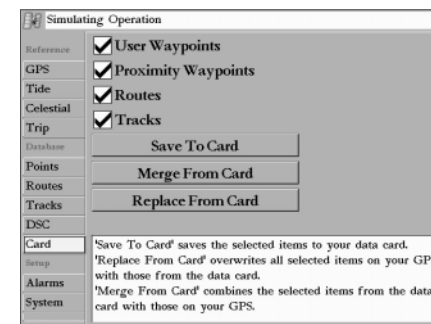 Simulating Operation
Reference
GPS
Tide
Celestial
Trip
Database
Points
Routes
Tracks
DSC
Card
Setup
Alarms
System
User Waypoints
Proximity Waypoints
Routes
Tracks
Save To Card
Merge From Card
Replace From Card
'Save To Card' saves the selected items to your data card.
'Replace From Card' overwrites all selected items on your GP
with those from the data card.
'Merge From Card' combines the selected items from the data
card with those on your GPS.